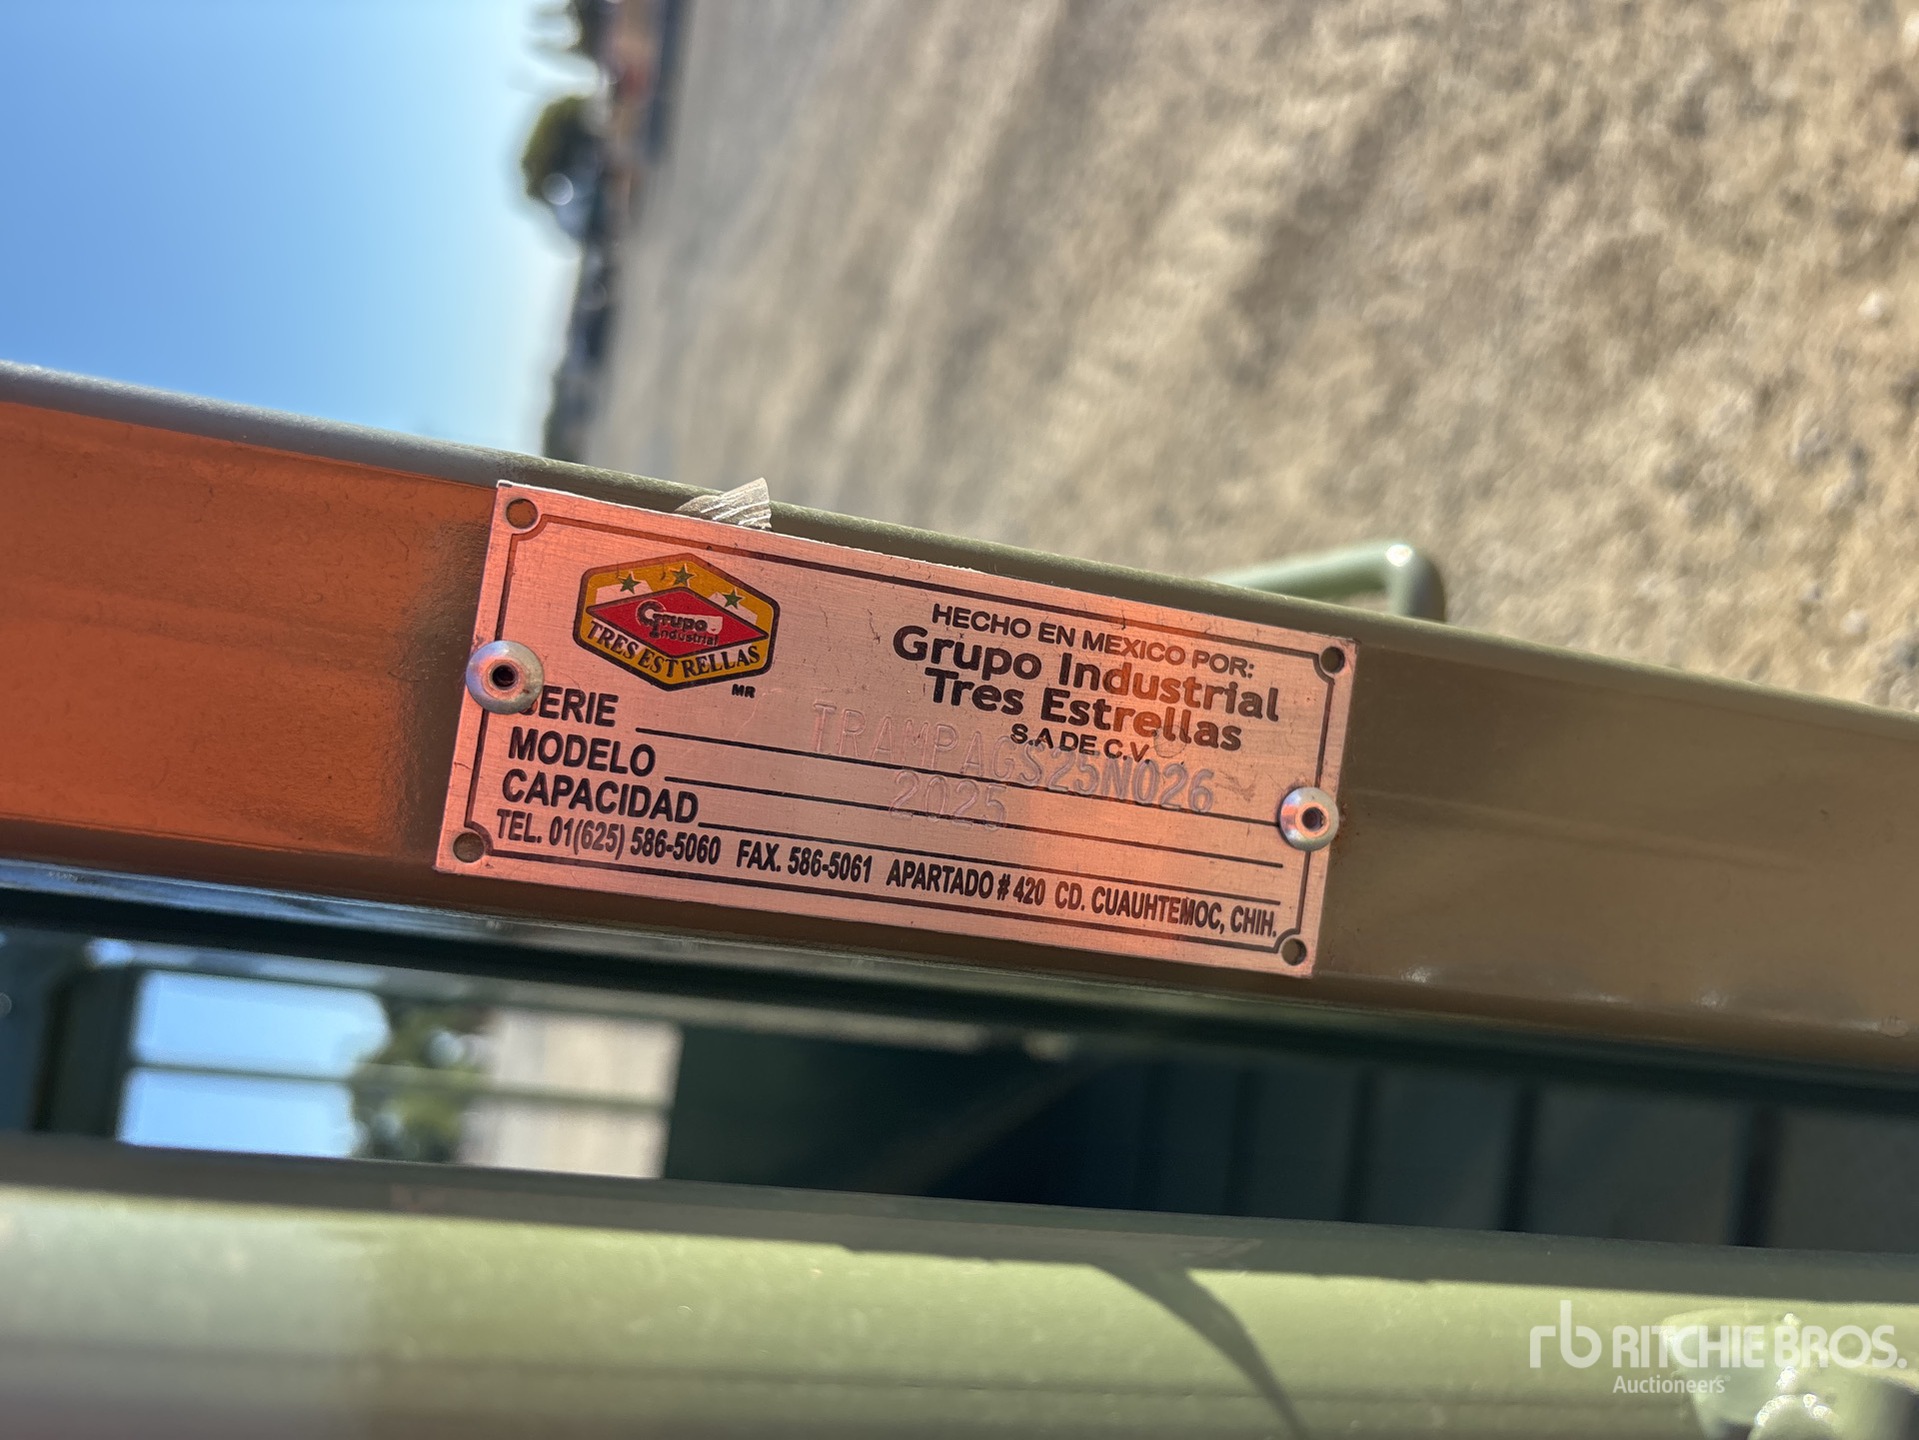 Grupo
Industrial
TRES ESTRELLAS
MR
HECHO EN MEXICO POR:
Grupo Industrial
Tres Estrellas
S.A DE C.V.
SERIE TRAMPAGS25N026
MODELO 2025
CAPACIDAD
TEL. 01(625) 586-5060 FAX. 586-5061 APARTADO # 420 CD. CUAUHTEMOC, CHIH.
rb RITCHIE BROS.
Auctioneers